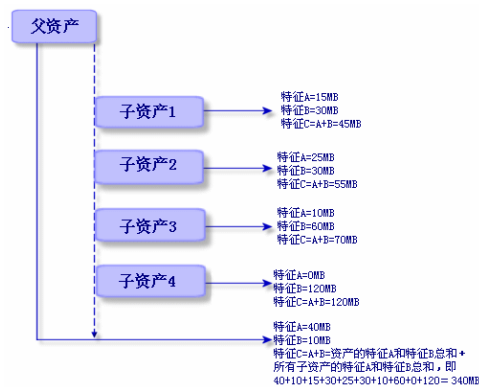 父资产
子资产1
特征A=15MB
特征B=30MB
特征C=A+B=45MB
子资产2
特征A=25MB
特征B=30MB
特征C=A+B=55MB
子资产3
特征A=10MB
特征B=60MB
特征C=A+B=70MB
子资产4
特征A=0MB
特征B=120MB
特征C=A+B=120MB
特征A=40MB
特征B=10MB
特征C=A+B=资产的特征A和特征B总和+
所有子资产的特征A和特征B总和，即
40+10+15+30+25+30+10+60+0+120=340MB